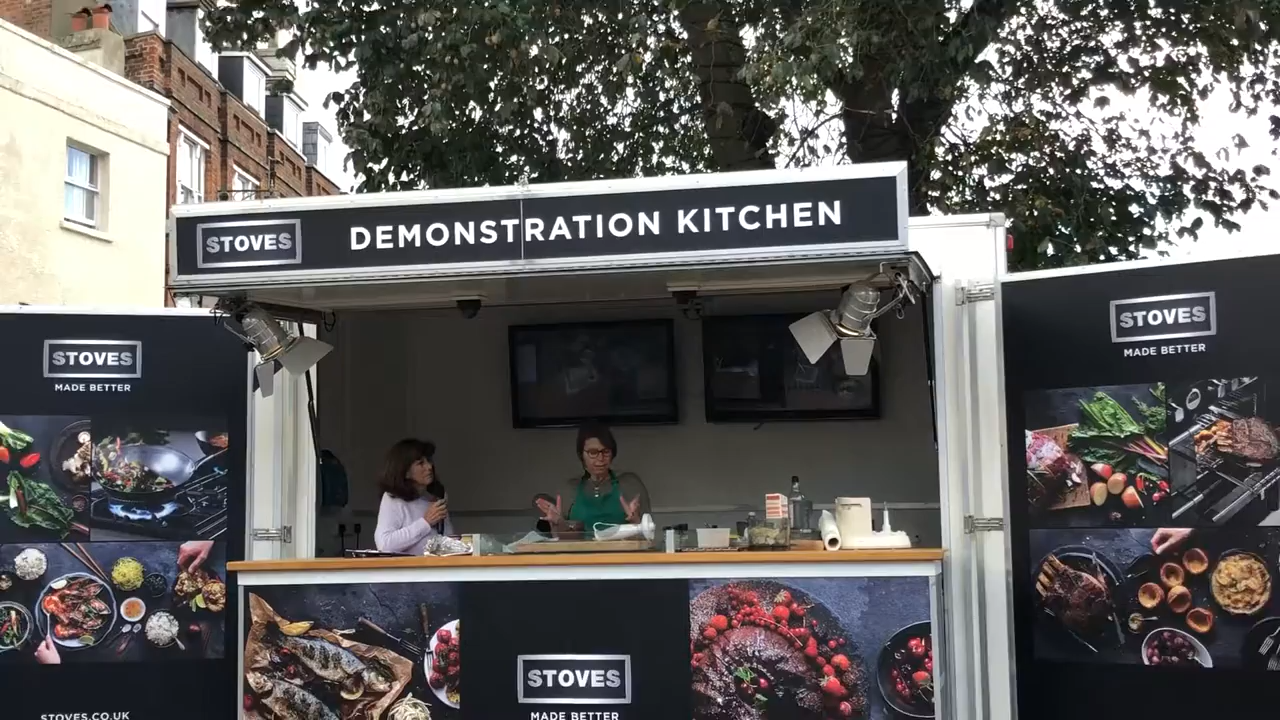 STOVES
DEMONSTRATION KITCHEN
STOVES
MADE BETTER
STOVES
MADE BETTER
STOVES
MADE BETTER
STOVES.CO.UK